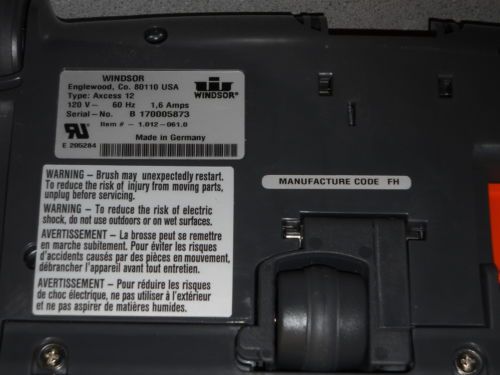 WINDSOR
Englewood, Co. 80110 USA
Type: Axcess 12
120 V~ 60 Hz 1,6 Amps
Serial-No. B 170005873
Item # - 1.012-061.0
Made in Germany
E 205284
WINDSOR®
WARNING – Brush may unexpectedly restart.
To reduce the risk of injury from moving parts,
unplug before servicing.
WARNING – To reduce the risk of electric
shock, do not use outdoors or on wet surfaces.
AVERTISSEMENT – La brosse peut se remettre
en marche subitement. Pour éviter les risques
d'accidents causés par des pièces en mouvement,
débrancher l'appareil avant tout entretien.
AVERTISSEMENT – Pour réduire les risques
de choc électrique, ne pas utiliser à l'extérieur
et ne pas aspirer de matières humides.
MANUFACTURE CODE FH